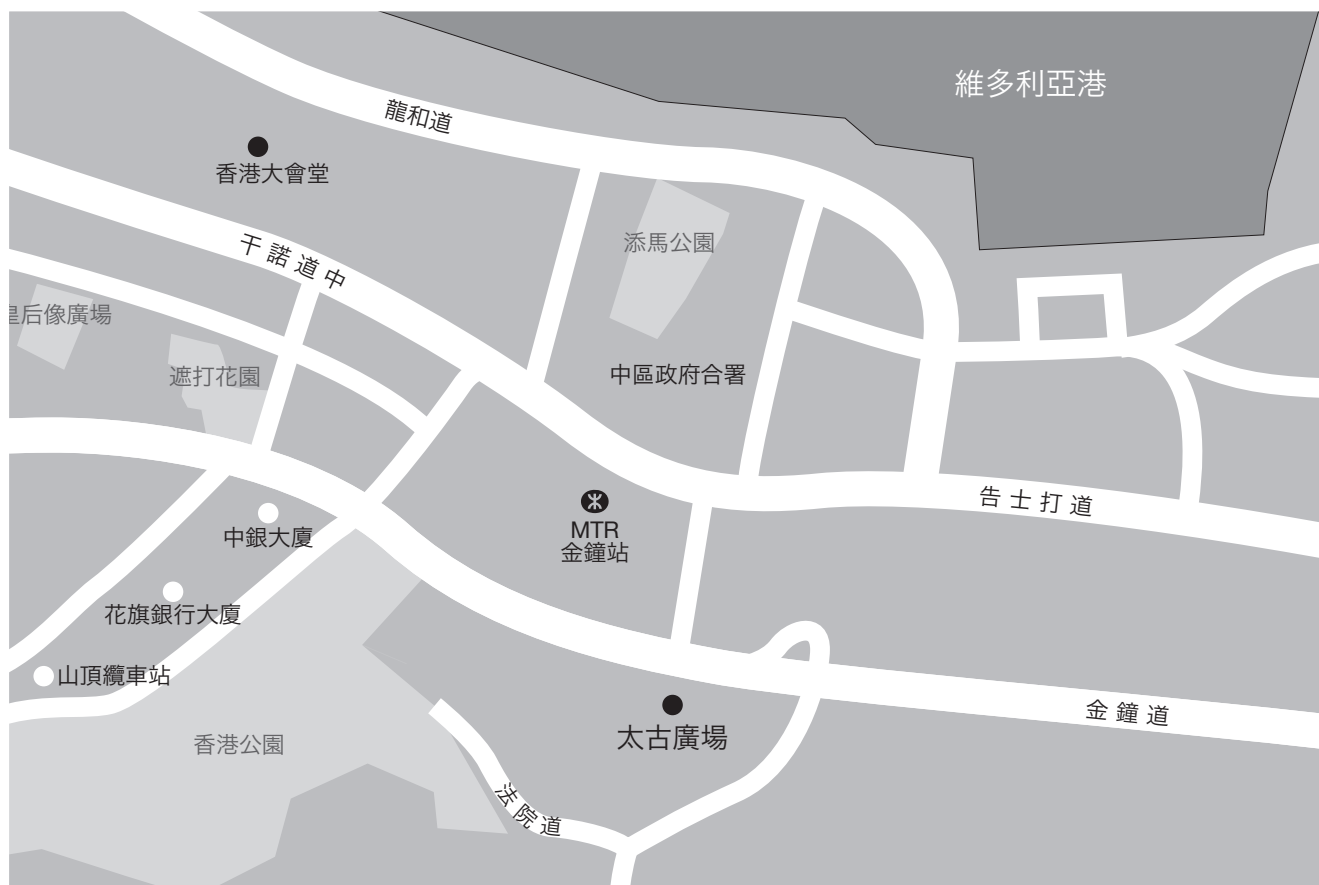 維多利亞港
龍和道
香港大會堂
添馬公園
干諾道中
皇后像廣場
遮打花園
中區政府合署
告士打道
MTR
金鐘站
中銀大廈
花旗銀行大廈
山頂纜車站
金鐘道
太古廣場
香港公園
法院道